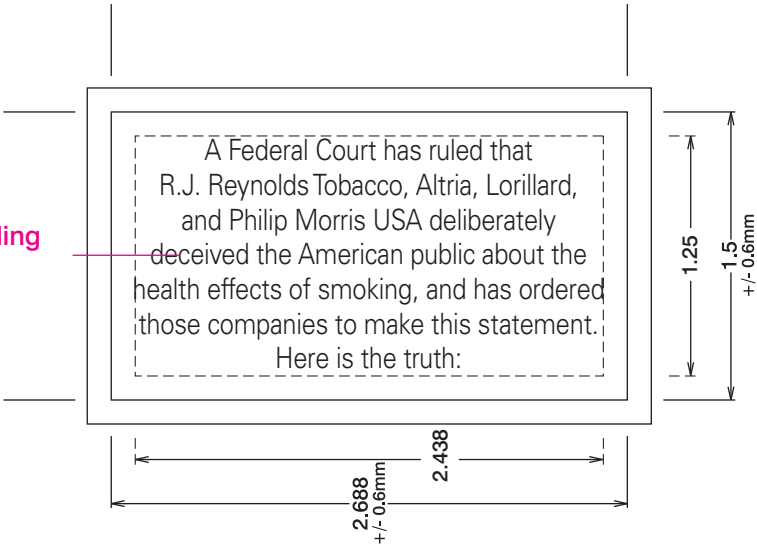 A Federal Court has ruled that
R.J. Reynolds Tobacco, Altria, Lorillard,
and Philip Morris USA deliberately
deceived the American public about the
health effects of smoking, and has ordered
those companies to make this statement.
Here is the truth:
1.25
1.5
+/- 0.6mm
2.438
2.688
+/- 0.6mm